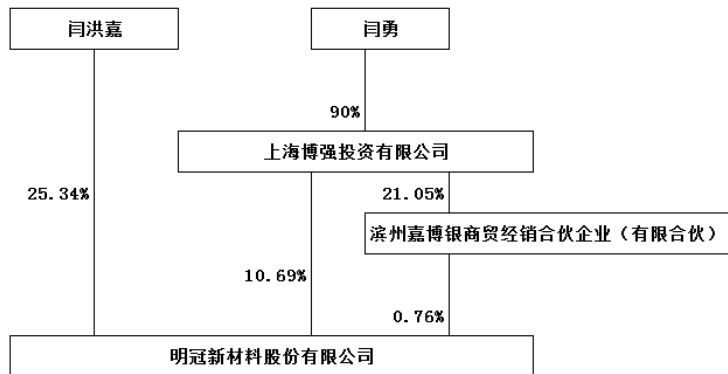 闫洪嘉
闫勇
90%
上海博强投资有限公司
25.34%
21.05%
滨州嘉博银商贸经销合伙企业（有限合伙）
10.69%
0.76%
明冠新材料股份有限公司